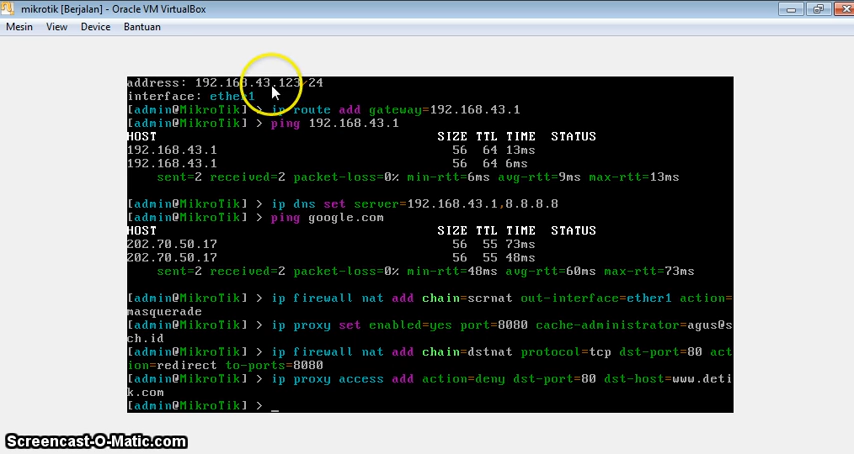 mikrotik [Berjalan] - Oracle VM VirtualBox
Mesin View Device Bantuan
address: 192.168.43.123/24
interface: ether1
[admin@MikroTik] > ip route add gateway=192.168.43.1
[admin@MikroTik] > ping 192.168.43.1
HOST SIZE TTL TIME STATUS
192.168.43.1 56 64 13ms
192.168.43.1 56 64 6ms
sent=2 received=2 packet-loss=0% min-rtt=6ms avg-rtt=9ms max-rtt=13ms
[admin@MikroTik] > ip dns set server=192.168.43.1,8.8.8.8
[admin@MikroTik] > ping google.com
HOST SIZE TTL TIME STATUS
202.70.50.17 56 55 73ms
202.70.50.17 56 55 48ms
sent=2 received=2 packet-loss=0% min-rtt=48ms avg-rtt=60ms max-rtt=73ms
[admin@MikroTik] > ip firewall nat add chain=scrnat out-interface=ether1 action=
masquerade
[admin@MikroTik] > ip proxy set enabled=yes port=8080 cache-administrator=agus@s
ch.id
[admin@MikroTik] > ip firewall nat add chain=dstnat protocol=tcp dst-port=80 act
ion=redirect to-ports=8080
[admin@MikroTik] > ip proxy access add action=deny dst-port=80 dst-host=www.deti
k.com
[admin@MikroTik] > _
Screencast-O-Matic.com